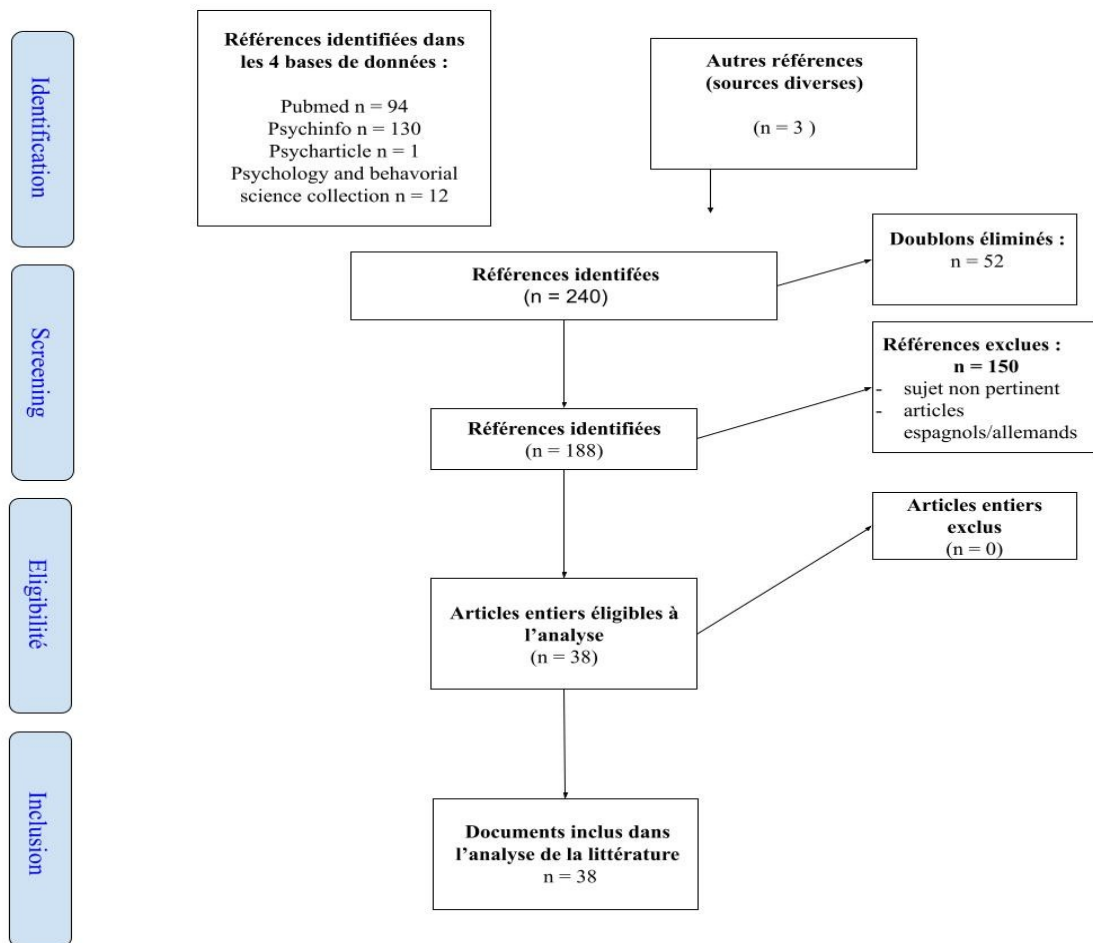 Identification
Références identifiées dans
les 4 bases de données :
Pubmed n = 94
Psychinfo n = 130
Psycharticle n = 1
Psychology and behavorial
science collection n = 12
Autres références
(sources diverses)
(n = 3 )
Doublons éliminés :
n = 52
Référénces identifées
(n = 240)
Screening
Références exclues :
n = 150
- sujet non pertinent
- articles
espagnols/allemands
Références identifiées
(n = 188)
Eligibilité
Articles entiers
exclus
(n = 0)
Articles entiers éligibles à
l’analyse
(n = 38)
Inclusion
Documents inclus dans
l’analyse de la littérature
n = 38